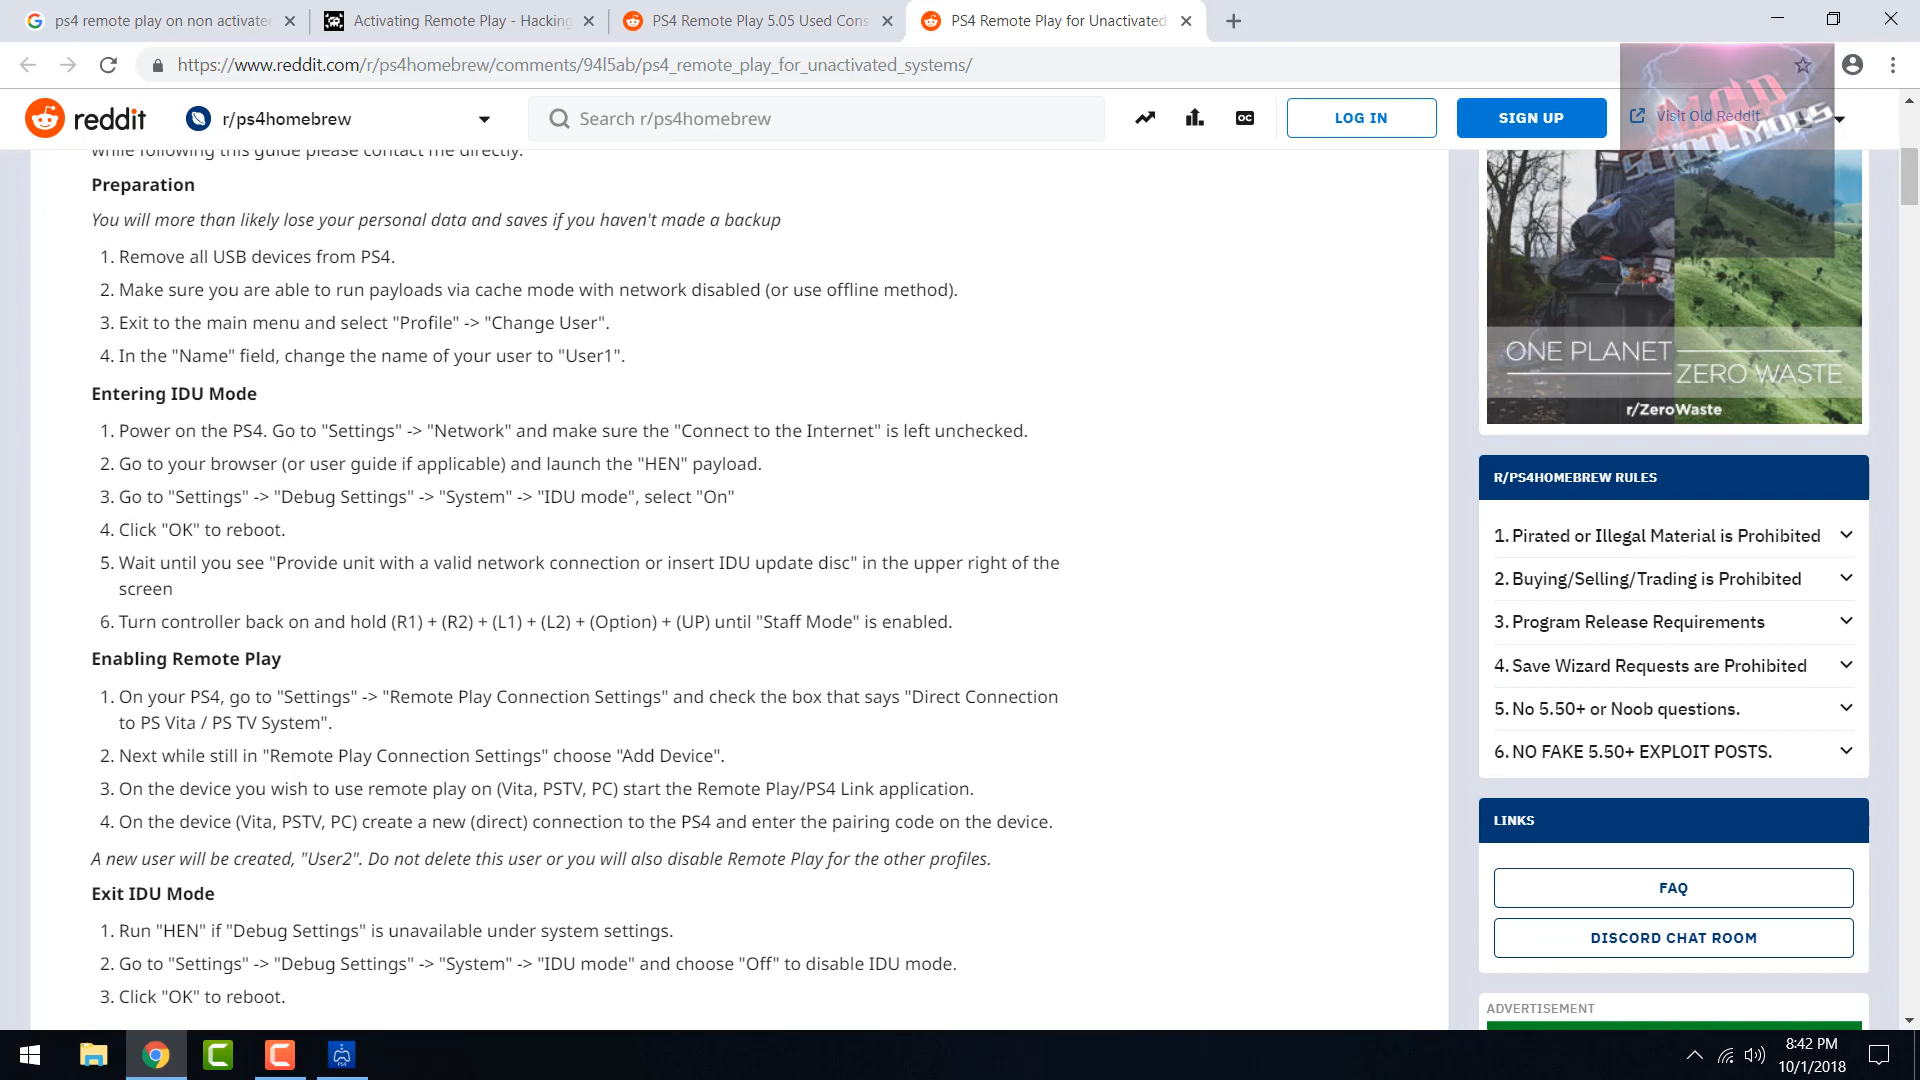 ps4 remote play on non activated
Activating Remote Play - Hacking
PS4 Remote Play 5.05 Used Cons
PS4 Remote Play for Unactivated
https://www.reddit.com/r/ps4homebrew/comments/94l5ab/ps4_remote_play_for_unactivated_systems/
reddit
r/ps4homebrew
Search r/ps4homebrew
LOG IN
SIGN UP
Visit Old Reddit
OLD
SCHOOL MODS
while following this guide please contact me directly.
Preparation
You will more than likely lose your personal data and saves if you haven't made a backup
1. Remove all USB devices from PS4.
2. Make sure you are able to run payloads via cache mode with network disabled (or use offline method).
3. Exit to the main menu and select "Profile" -> "Change User".
4. In the "Name" field, change the name of your user to "User1".
Entering IDU Mode
1. Power on the PS4. Go to "Settings" -> "Network" and make sure the "Connect to the Internet" is left unchecked.
2. Go to your browser (or user guide if applicable) and launch the "HEN" payload.
3. Go to "Settings" -> "Debug Settings" -> "System" -> "IDU mode", select "On"
4. Click "OK" to reboot.
5. Wait until you see "Provide unit with a valid network connection or insert IDU update disc" in the upper right of the
screen
6. Turn controller back on and hold (R1) + (R2) + (L1) + (L2) + (Option) + (UP) until "Staff Mode" is enabled.
Enabling Remote Play
1. On your PS4, go to "Settings" -> "Remote Play Connection Settings" and check the box that says "Direct Connection
to PS Vita / PS TV System".
2. Next while still in "Remote Play Connection Settings" choose "Add Device".
3. On the device you wish to use remote play on (Vita, PSTV, PC) start the Remote Play/PS4 Link application.
4. On the device (Vita, PSTV, PC) create a new (direct) connection to the PS4 and enter the pairing code on the device.
A new user will be created, "User2". Do not delete this user or you will also disable Remote Play for the other profiles.
Exit IDU Mode
1. Run "HEN" if "Debug Settings" is unavailable under system settings.
2. Go to "Settings" -> "Debug Settings" -> "System" -> "IDU mode" and choose "Off" to disable IDU mode.
3. Click "OK" to reboot.
ONE PLANET
ZERO WASTE
r/ZeroWaste
R/PS4HOMEBREW RULES
1. Pirated or Illegal Material is Prohibited
2. Buying/Selling/Trading is Prohibited
3. Program Release Requirements
4. Save Wizard Requests are Prohibited
5. No 5.50+ or Noob questions.
6. NO FAKE 5.50+ EXPLOIT POSTS.
LINKS
FAQ
DISCORD CHAT ROOM
ADVERTISEMENT
8:42 PM
10/1/2018